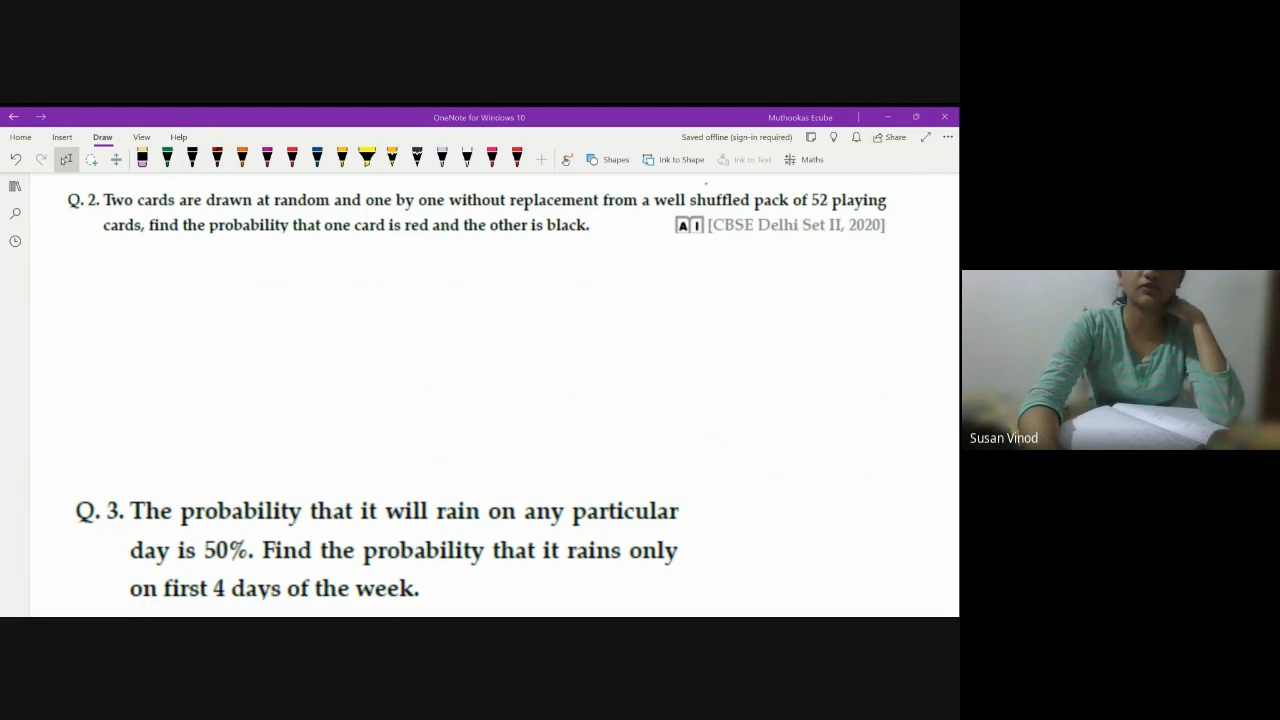 OneNote for Windows 10
Muthookas Ecube
Home Insert Draw View Help
Saved offline (sign-in required)
Share
Shapes
Ink to Shape
Ink to Text
Maths
Q. 2. Two cards are drawn at random and one by one without replacement from a well shuffled pack of 52 playing
cards, find the probability that one card is red and the other is black.
AI [CBSE Delhi Set II, 2020]
Q. 3. The probability that it will rain on any particular
day is 50%. Find the probability that it rains only
on first 4 days of the week.
Susan Vinod